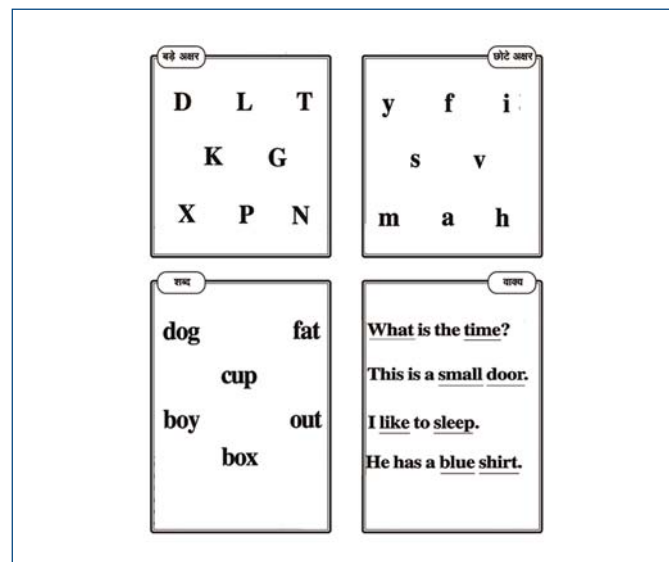 बड़े अक्षर
D L T
K G
X P N
छोटे अक्षर
y f i
s v
m a h
शब्द
dog fat
cup
boy out
box
वाक्य
What is the time?
This is a small door.
I like to sleep.
He has a blue shirt.